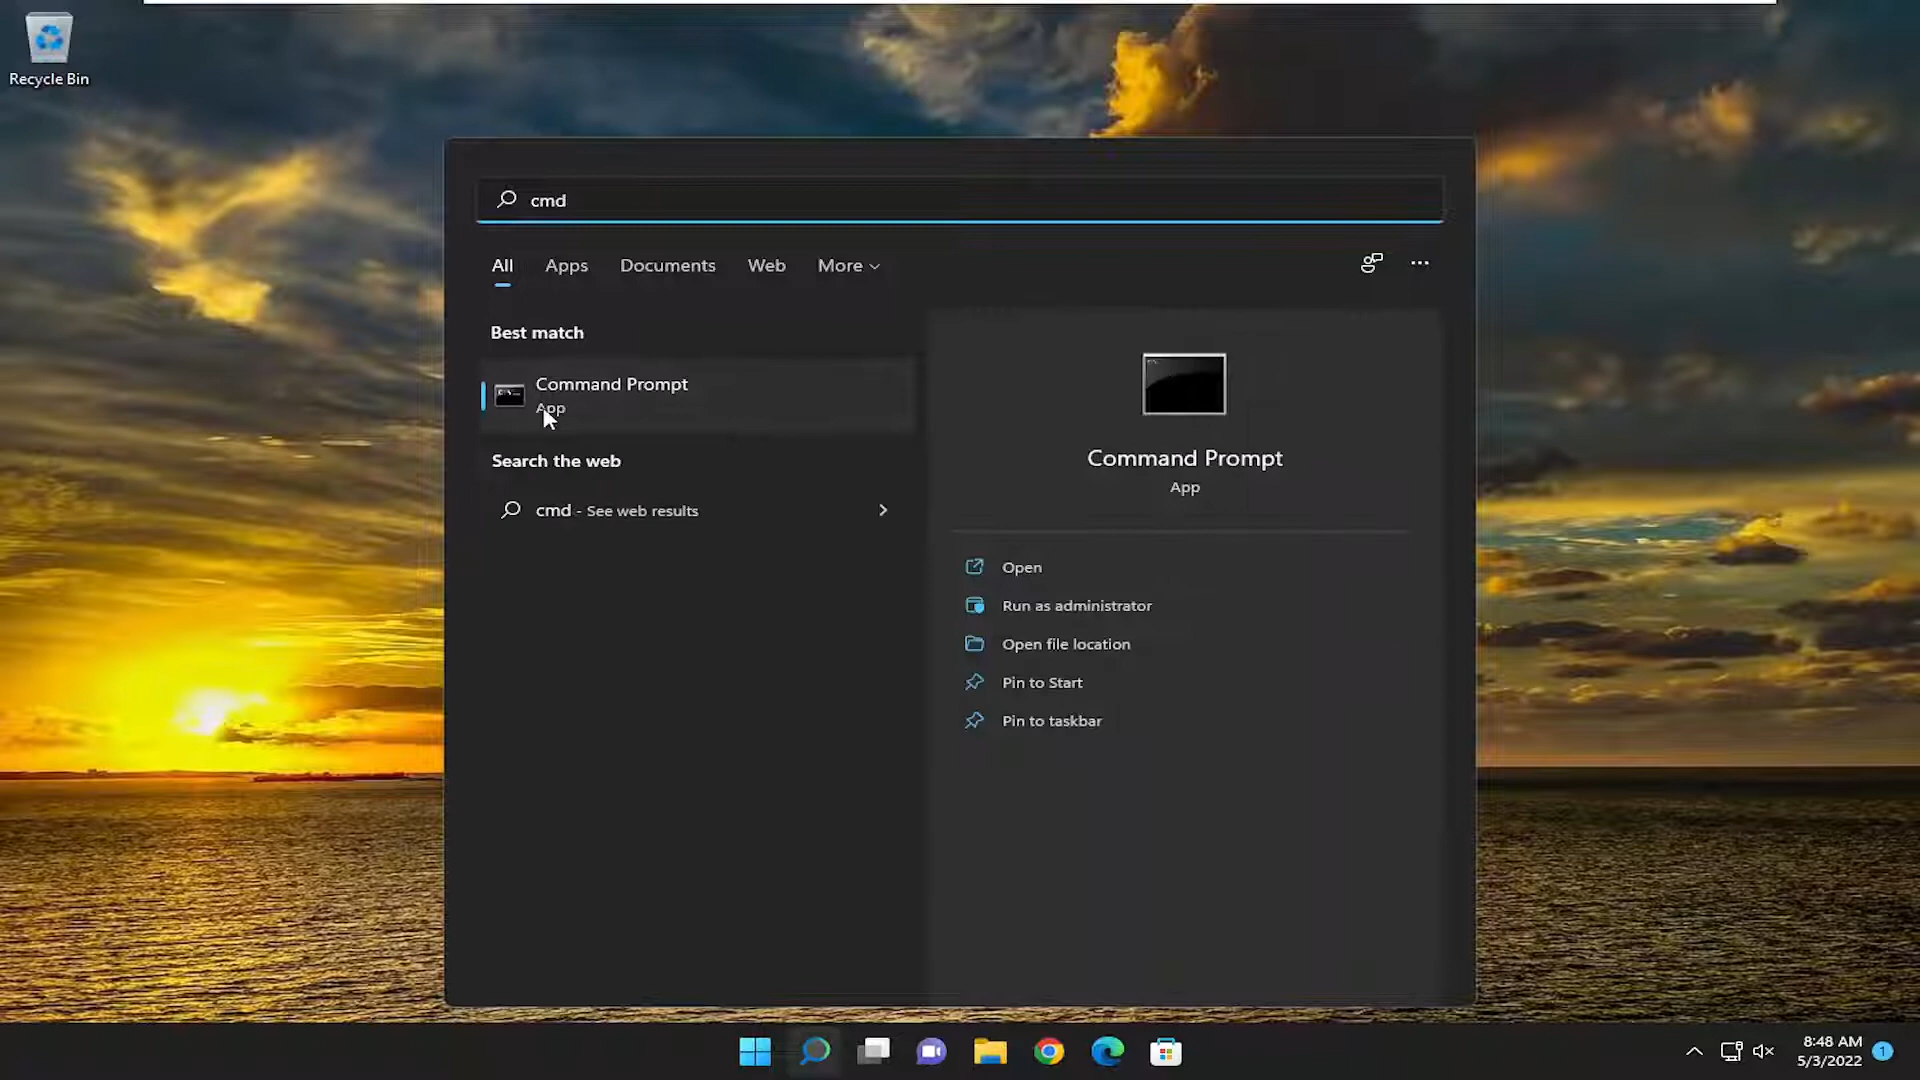 Recycle Bin
cmd
All Apps Documents Web More
Best match
Command Prompt
App
Search the web
cmd - See web results
Command Prompt
App
Open
Run as administrator
Open file location
Pin to Start
Pin to taskbar
8:48 AM
5/3/2022
1